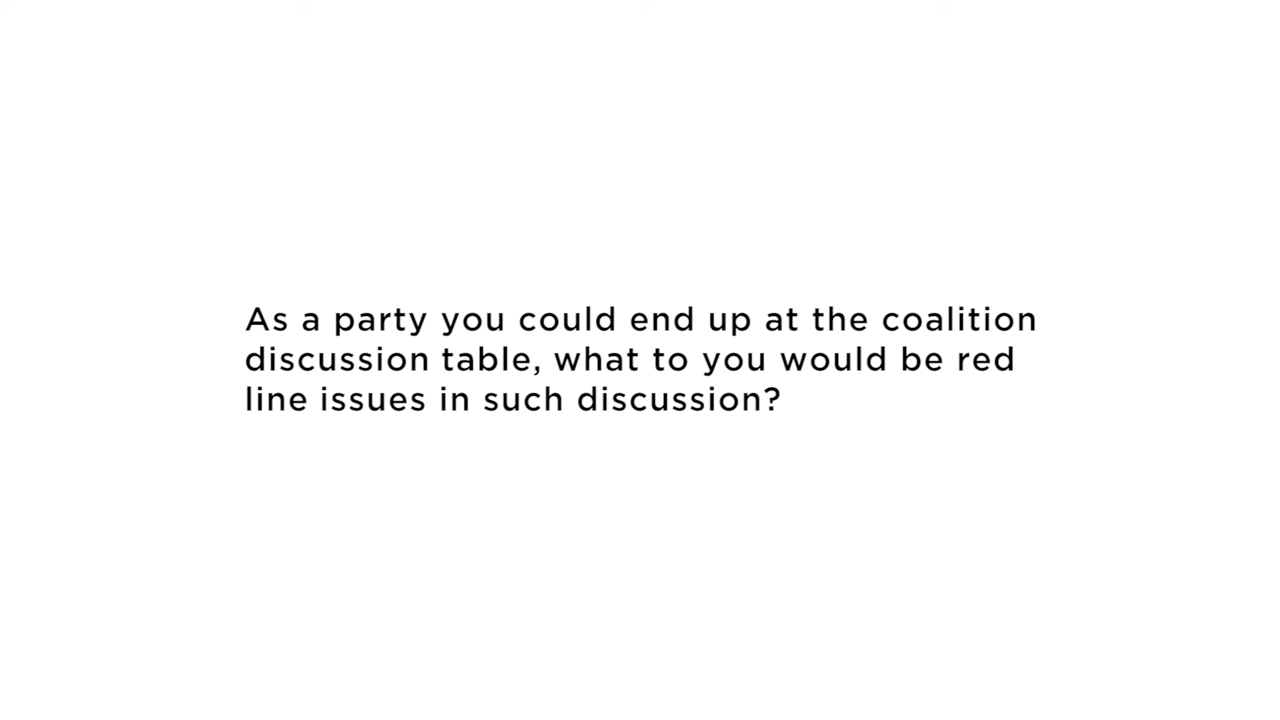 As a party you could end up at the coalition
discussion table, what to you would be red
line issues in such discussion?